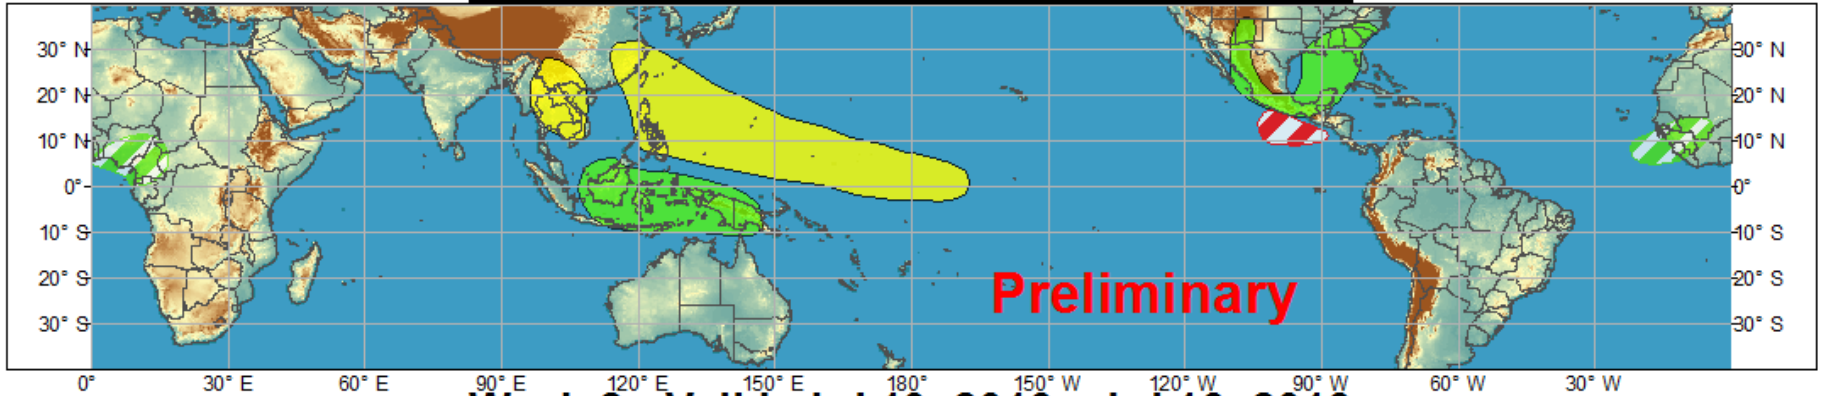 30° N
30° N
20° N
20° N
10° N
10° N
0°
0°
10° S
10° S
20° S
Preliminary
20° S
30° S
30° S
0°
30° E
60° E
90° E
120° E
150° E
180°
150° W
120° W
90° W
60° W
30° W